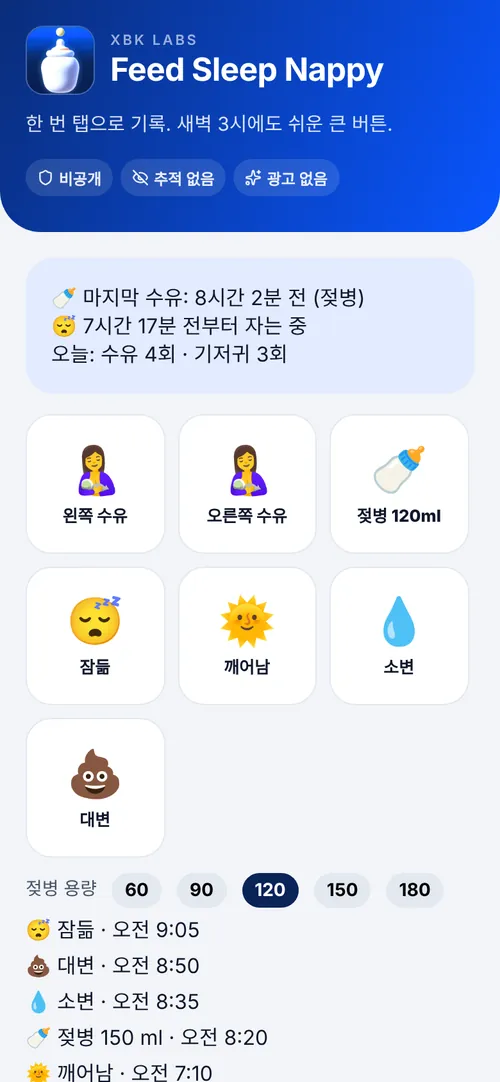 XBK LABS
Feed Sleep Nappy
한 번 탭으로 기록. 새벽 3시에도 쉬운 큰 버튼.
비공개
추적 없음
광고 없음
마지막 수유: 8시간 2분 전 (젖병)
7시간 17분 전부터 자는 중
오늘: 수유 4회 · 기저귀 3회
왼쪽 수유
오른쪽 수유
젖병 120ml
잠듦
깨어남
소변
대변
젖병 용량 60 90 120 150 180
잠듦 · 오전 9:05
대변 · 오전 8:50
소변 · 오전 8:35
젖병 150 ml · 오전 8:20
깨어남 · 오전 7:10